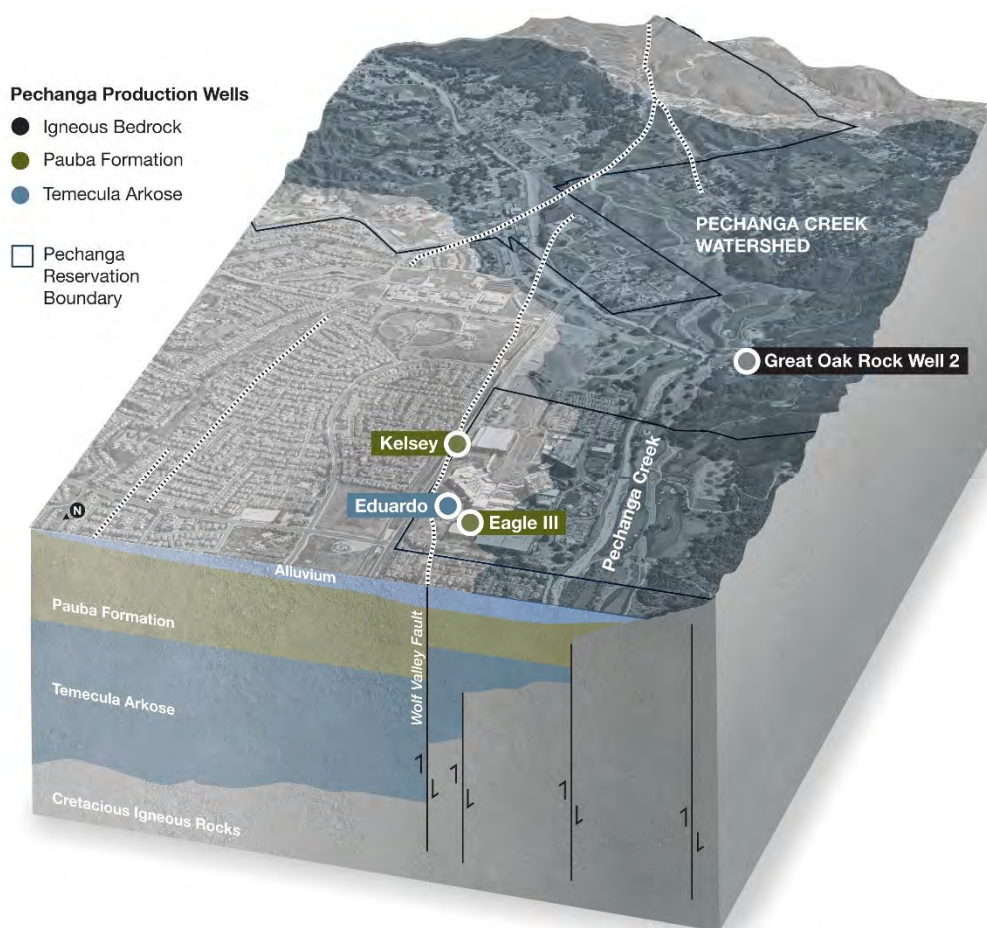 Pechanga Production Wells
Igneous Bedrock
Pauba Formation
Temecula Arkose
Pechanga
Reservation
Boundary
PECHANGA CREEK
WATERSHED
Great Oak Rock Well 2
Kelsey
Eduardo
Eagle III
Pechanga Creek
N
Alluvium
Pauba Formation
Wolf Valley Fault
Temecula Arkose
Cretacious Igneous Rocks